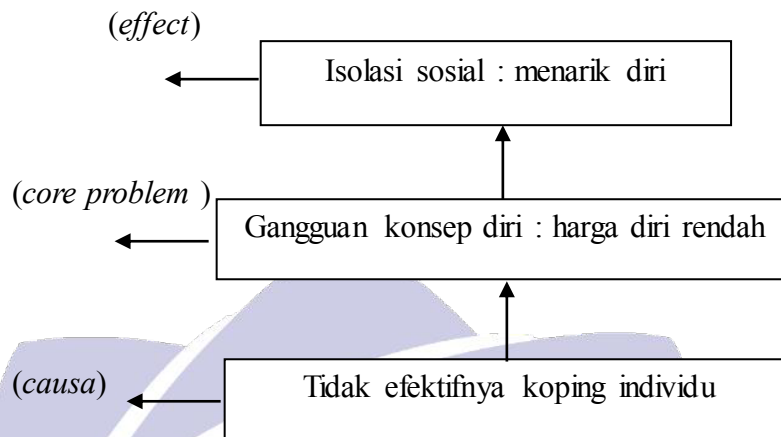 (effect)
Isolasi sosial : menarik diri
(core problem )
Gangguan konsep diri : harga diri rendah
(causa)
Tidak efektifnya koping individu